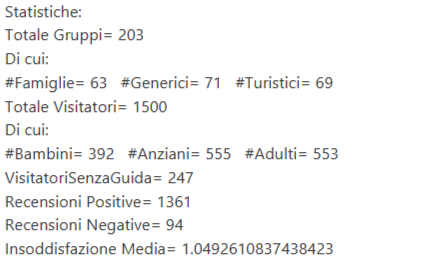 Statistiche:
Totale Gruppi= 203
Di cui:
#Famiglie= 63 #Generici= 71 #Turistici= 69
Totale Visitatori= 1500
Di cui:
#Bambini= 392 #Anziani= 555 #Adulti= 553
VisitatoriSenzaGuida= 247
Recensioni Positive= 1361
Recensioni Negative= 94
Insoddisfazione Media= 1.0492610837438423